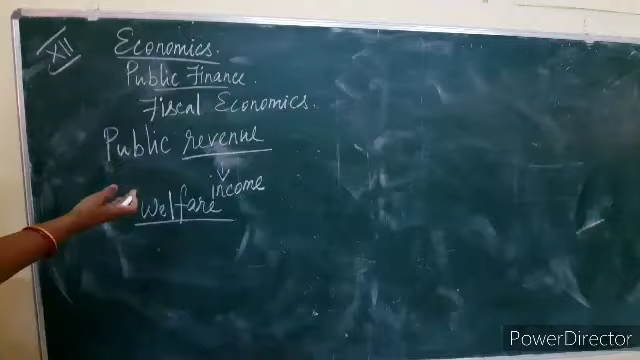 XII
Economics.
Public Finance.
Fiscal Economics.
Public revenue
income
Welfare
PowerDirector